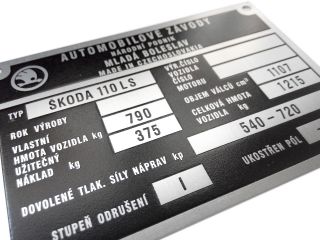 AUTOMOBILOVÉ ZÁVODY
NÁRODNÍ PODNIK
MLADÁ BOLESLAV
MADE IN CZECHOSLOVAKIA
TYP ŠKODA 110 LS
VÝR. ČÍSLO
VOZIDLA
ČÍSLO
MOTORU
ROK VÝROBY
OBJEM VÁLCŮ cm³ 1107
VLASTNÍ
HMOTA VOZIDLA kg 790
CELKOVÁ HMOTA
VOZIDLA kg 1215
UŽITEČNÝ
NÁKLAD kg 375
DOVOLENÉ TLAK. SÍLY NÁPRAV kp 540-720
STUPEŇ ODRUŠENÍ I
UKOSTŘEN PÓL